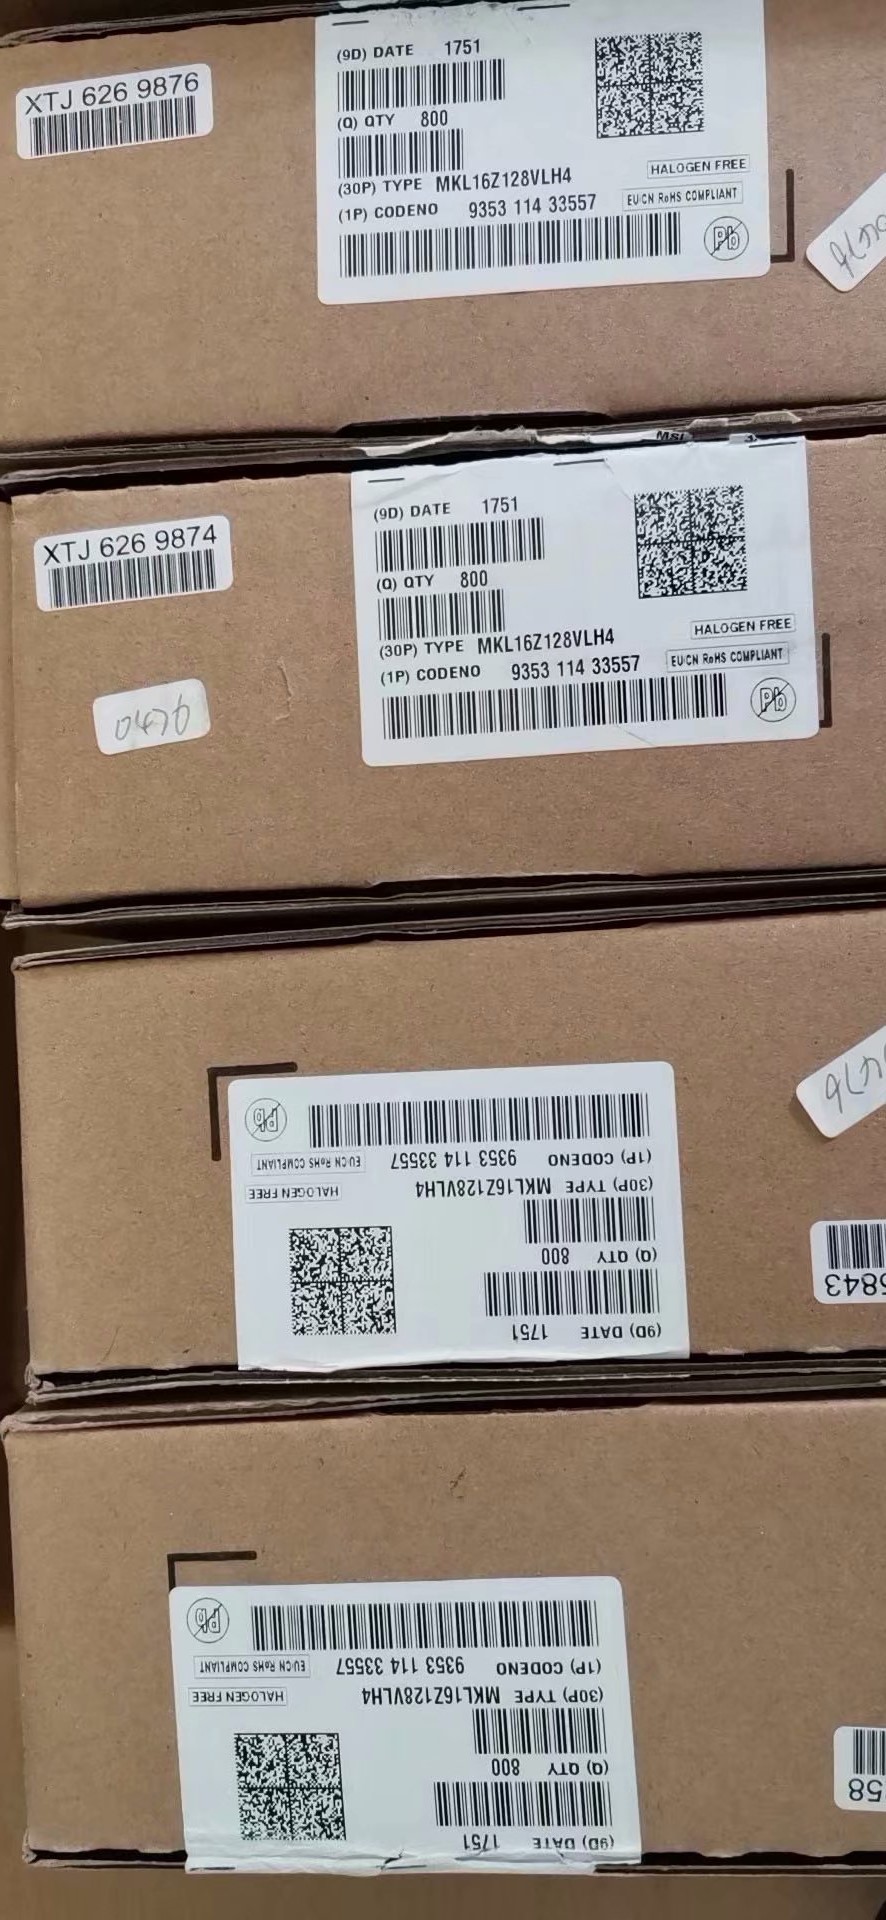 XTJ 626 9876
(9D) DATE 1751
(Q) QTY 800
(30P) TYPE MKL16Z128VLH4
(1P) CODENO 9353 114 33557
HALOGEN FREE
EU/CN RoHS COMPLIANT
Pb
MSL
XTJ 626 9874
0476
(9D) DATE 1751
(Q) QTY 800
(30P) TYPE MKL16Z128VLH4
(1P) CODENO 9353 114 33557
HALOGEN FREE
EU/CN RoHS COMPLIANT
Pb
(9D) DATE 1751
(Q) QTY 800
(30P) TYPE MKL16Z128VLH4
(1P) CODENO 9353 114 33557
HALOGEN FREE
EU/CN RoHS COMPLIANT
Pb
5843
(9D) DATE 1751
(Q) QTY 800
(30P) TYPE MKL16Z128VLH4
(1P) CODENO 9353 114 33557
HALOGEN FREE
EU/CN RoHS COMPLIANT
Pb
58